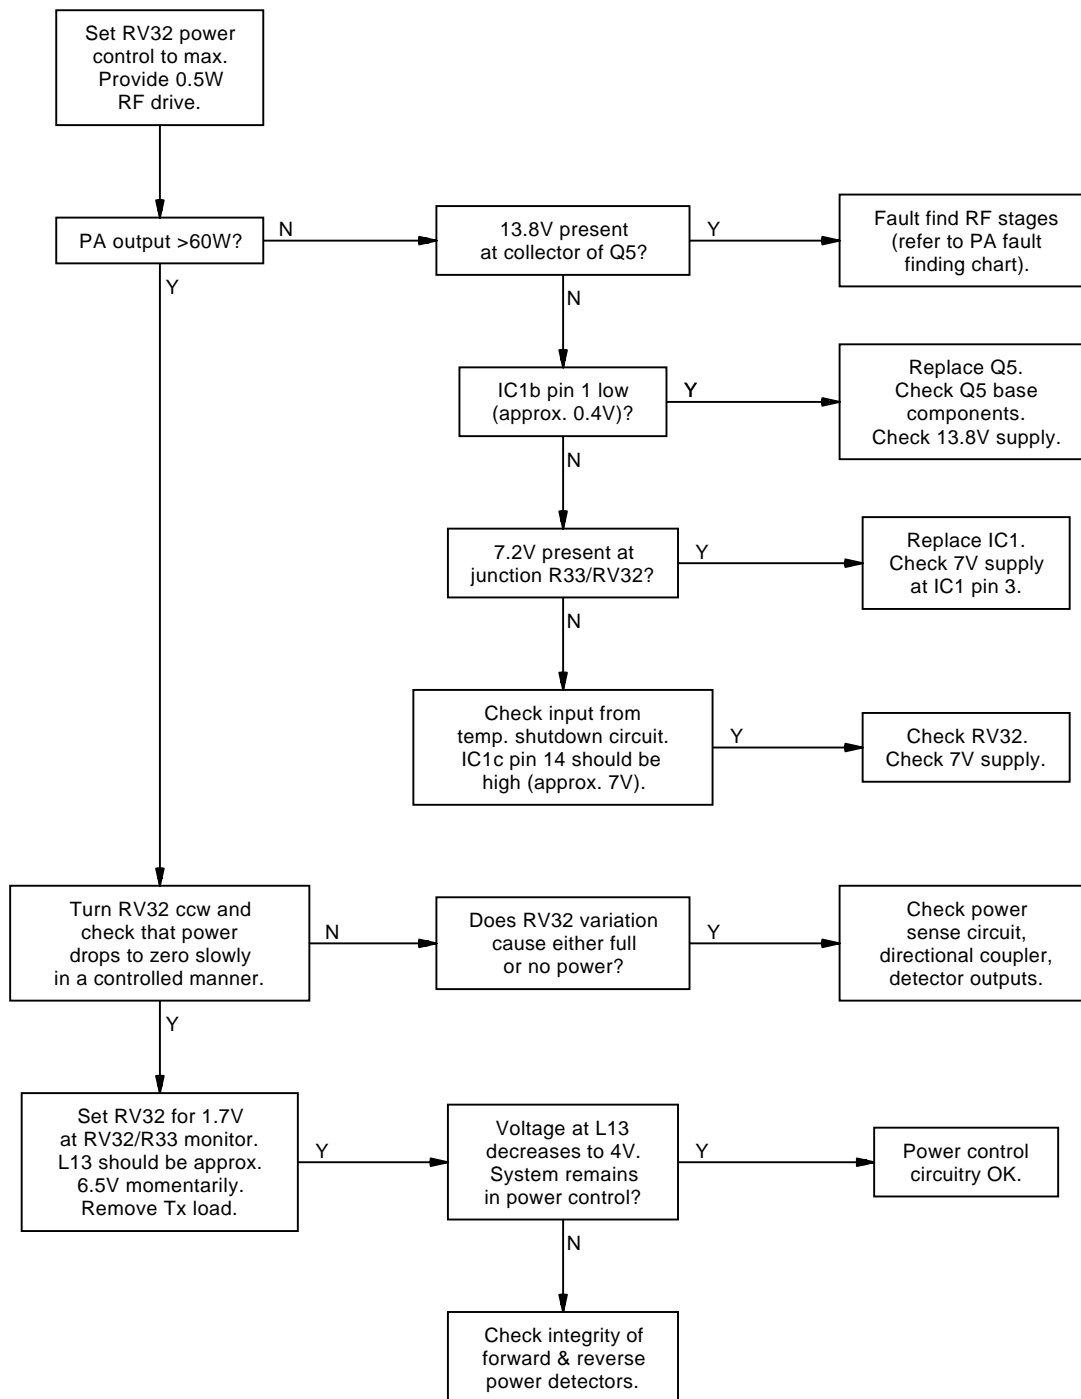 Set RV32 power
control to max.
Provide 0.5W
RF drive.
PA output >60W?
N
13.8V present
at collector of Q5?
Y
Fault find RF stages
(refer to PA fault
finding chart).
Y
N
IC1b pin 1 low
(approx. 0.4V)?
Y
Replace Q5.
Check Q5 base
components.
Check 13.8V supply.
N
7.2V present at
junction R33/RV32?
Y
Replace IC1.
Check 7V supply
at IC1 pin 3.
N
Check input from
temp. shutdown circuit.
IC1c pin 14 should be
high (approx. 7V).
Y
Check RV32.
Check 7V supply.
Turn RV32 ccw and
check that power
drops to zero slowly
in a controlled manner.
N
Does RV32 variation
cause either full
or no power?
Y
Check power
sense circuit,
directional coupler,
detector outputs.
Y
Set RV32 for 1.7V
at RV32/R33 monitor.
L13 should be approx.
6.5V momentarily.
Remove Tx load.
Y
Voltage at L13
decreases to 4V.
System remains
in power control?
Y
Power control
circuitry OK.
N
Check integrity of
forward & reverse
power detectors.